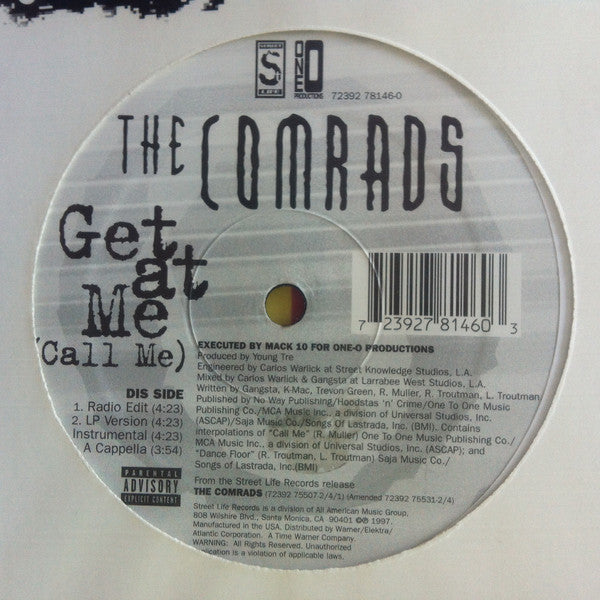 STREET
S
LIFE
ONE
O
PRODUCTIONS
72392 78146-0
THE COMRADS
Get
at
Me
(Call Me)
7 23927 81460 3
DIS SIDE
1. Radio Edit (4:23)
2. LP Version (4:23)
Instrumental (4:23)
A Cappella (3:54)
PARENTAL
ADVISORY
EXPLICIT CONTENT
EXECUTED BY MACK 10 FOR ONE-O PRODUCTIONS
Produced by Young Tre
Engineered by Carlos Warlick at Street Knowledge Studios, L.A.
Mixed by Carlos Warlick & Gangsta at Larrabee West Studios, L.A.
Written by Gangsta, K-Mac, Trevon Green, R. Muller, R. Troutman, L. Troutman
Published by No Way Publishing/Hoodstas 'n' Crime/One To One Music
Publishing Co./MCA Music Inc., a division of Universal Studios, Inc.
(ASCAP)/Saja Music Co./Songs Of Lastrada, Inc. (BMI). Contains
interpolations of "Call Me" (R. Muller) One To One Music Publishing Co./
MCA Music Inc., a division of Universal Studios, Inc. (ASCAP); and
"Dance Floor" (R. Troutman, L. Troutman) Saja Music Co./
Songs of Lastrada, Inc.(BMI)
From the Street Life Records release
THE COMRADS (72392 75507-2/4/1) (Amended 72392 76531-2/4)
Street Life Records is a division of All American Music Group,
808 Wilshire Blvd., Santa Monica, CA 90401 ℗© 1997.
Manufactured in the USA. Distributed by Warner/Elektra/
Atlantic Corporation. A Time Warner Company.
WARNING: All Rights Reserved. Unauthorized
duplication is a violation of applicable laws.